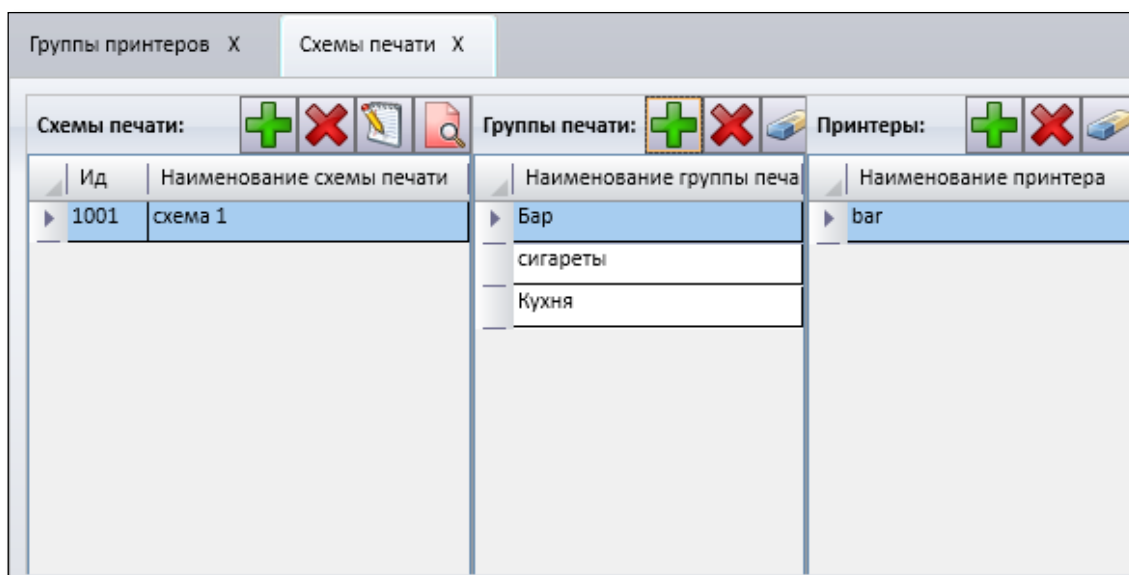 Группы принтеров X Схемы печати X
Схемы печати: Группы печати: Принтеры:
Ид Наименование схемы печати Наименование группы печа Наименование принтера
1001 схема 1 Бар bar
сигареты
Кухня